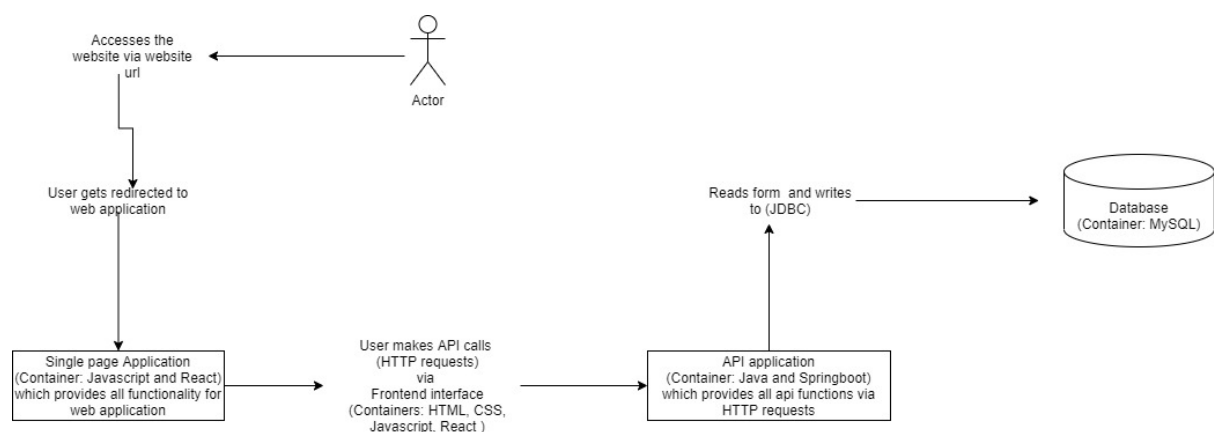 Accesses the
website via website
url
Actor
User gets redirected to
web application
Reads form  and writes
to (JDBC)
Database
(Container: MySQL)
Single page Application
(Container: Javascript and React)
which provides all functionality for
web application
User makes API calls
(HTTP requests)
via
Frontend interface
(Containers: HTML, CSS,
Javascript, React )
API application
(Container: Java and Springboot)
which provides all api functions via
HTTP requests